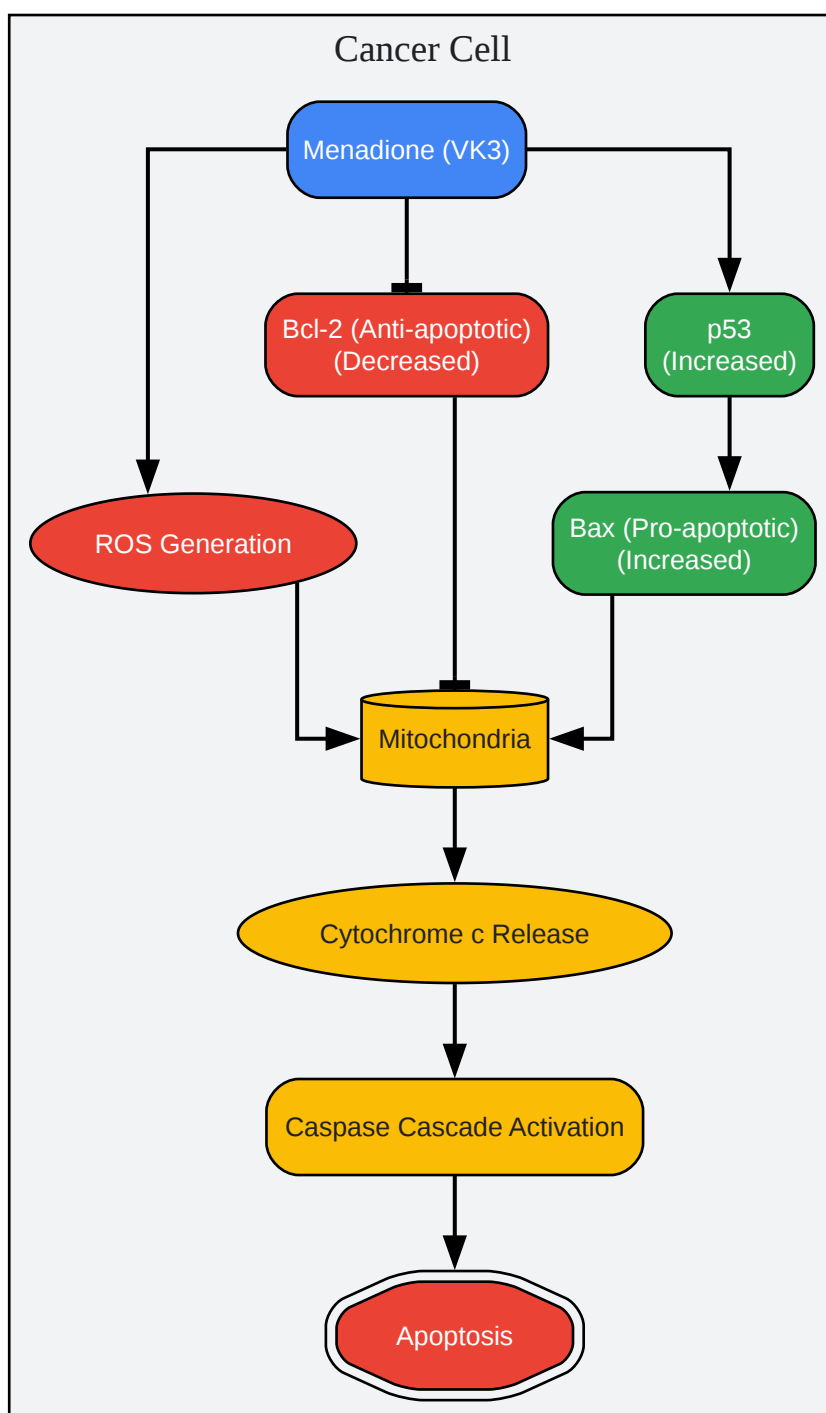 Cancer Cell
Menadione (VK3)
Bcl-2 (Anti-apoptotic)
(Decreased)
p53
(Increased)
ROS Generation
Bax (Pro-apoptotic)
(Increased)
Mitochondria
Cytochrome c Release
Caspase Cascade Activation
Apoptosis